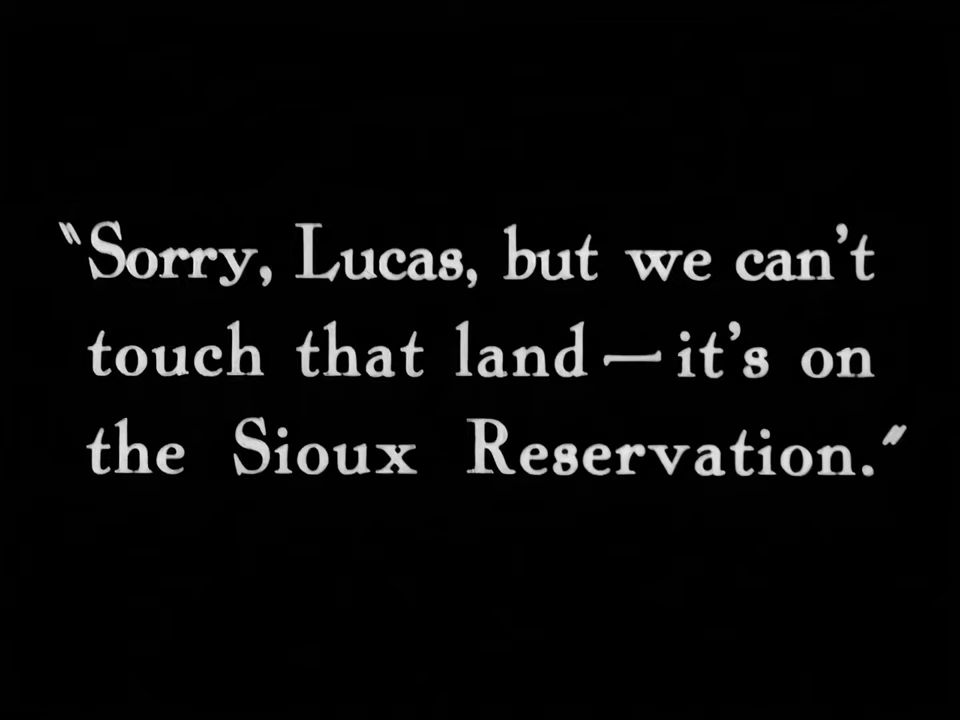 “Sorry, Lucas, but we can’t
touch that land — it’s on
the Sioux Reservation.”